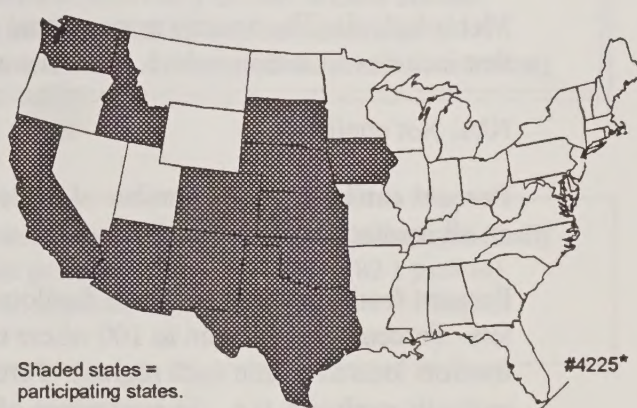 Shaded states =
participating states.
#4225*